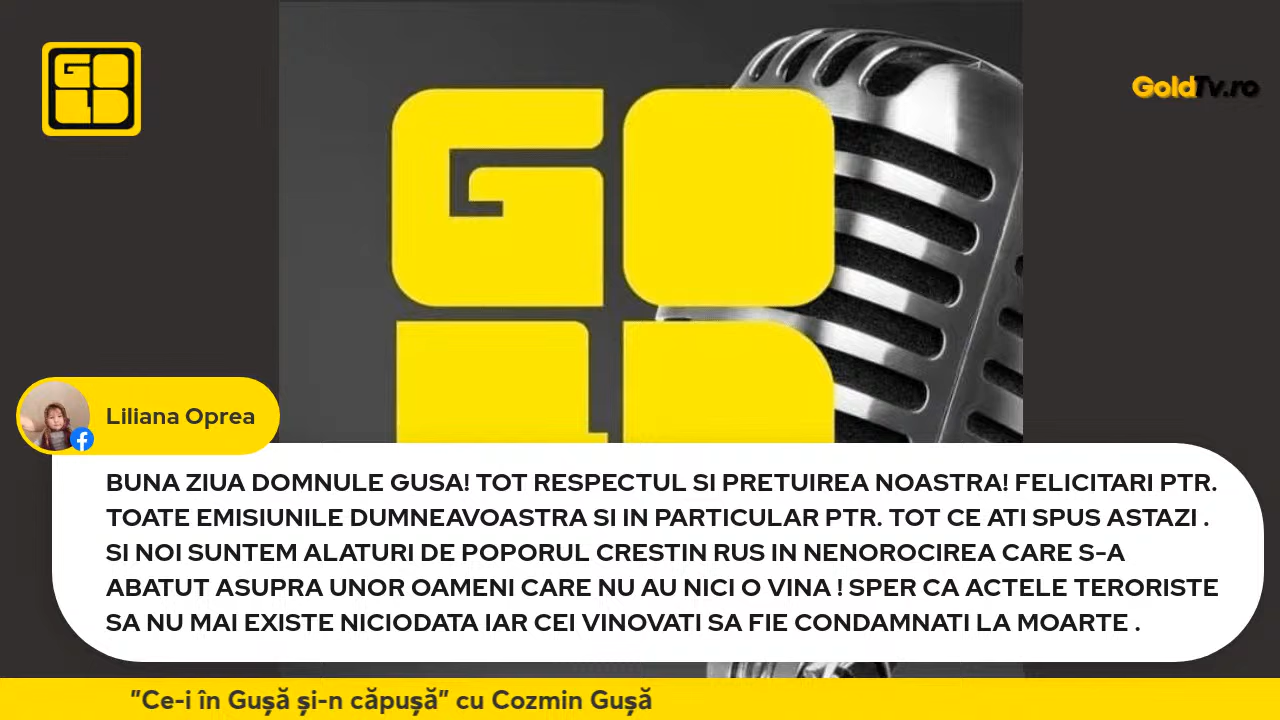 GO
LD
GoldTv.ro
GO
LD
Liliana Oprea
BUNA ZIUA DOMNULE GUSA! TOT RESPECTUL SI PRETUIREA NOASTRA! FELICITARI PTR.
TOATE EMISIUNILE DUMNEAVOASTRA SI IN PARTICULAR PTR. TOT CE ATI SPUS ASTAZI .
SI NOI SUNTEM ALATURI DE POPORUL CRESTIN RUS IN NENOROCIREA CARE S-A
ABATUT ASUPRA UNOR OAMENI CARE NU AU NICI O VINA ! SPER CA ACTELE TERORISTE
SA NU MAI EXISTE NICIODATA IAR CEI VINOVATI SA FIE CONDAMNATI LA MOARTE .
"Ce-i în Gușă și-n căpușă" cu Cozmin Gușă